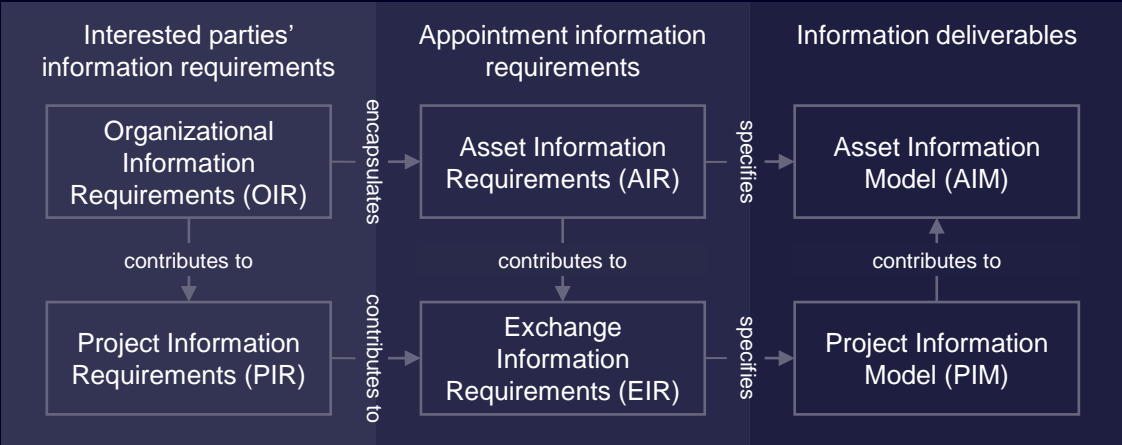 Interested parties’
information requirements
Appointment information
requirements
Information deliverables
Organizational
Information
Requirements (OIR)
encapsulates
Asset Information
Requirements (AIR)
specifies
Asset Information
Model (AIM)
contributes to
contributes to
contributes to
Project Information
Requirements (PIR)
contributes to
Exchange
Information
Requirements (EIR)
specifies
Project Information
Model (PIM)